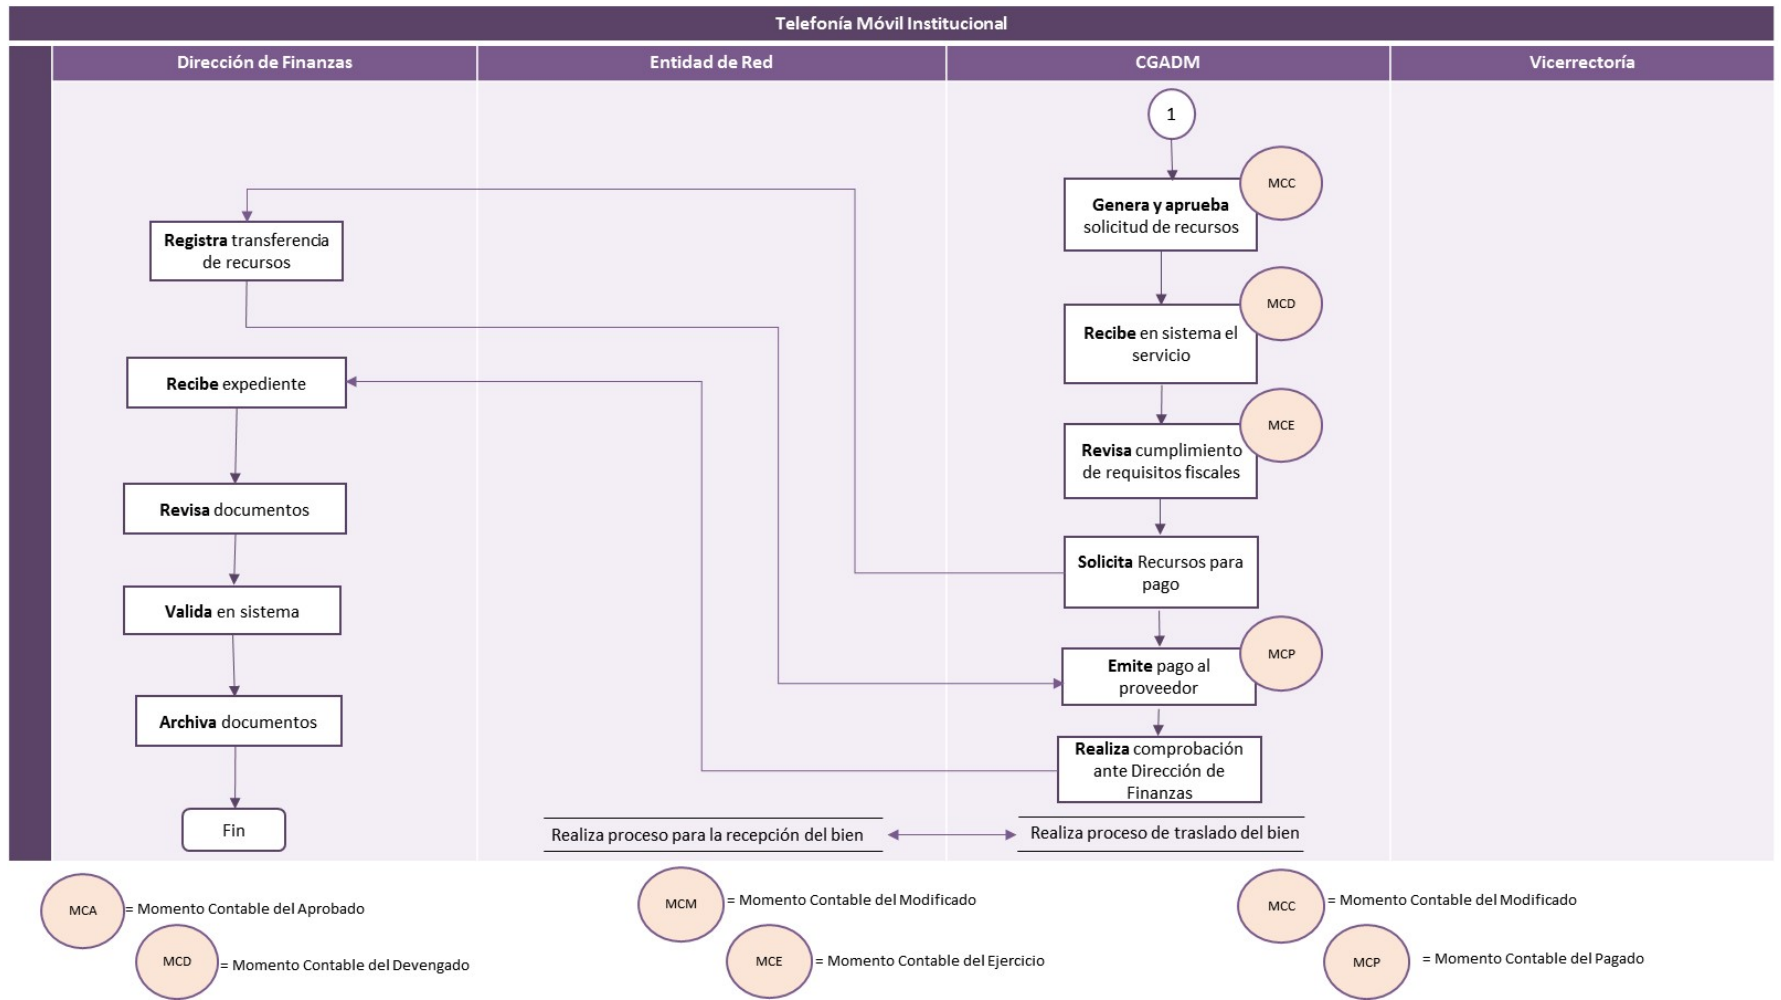 Telefonía Móvil Institucional
Dirección de Finanzas
Entidad de Red
CGADM
Vicerrectoría
1
MCC
Genera y aprueba
solicitud de recursos
Registra transferencia
de recursos
MCD
Recibe en sistema el
servicio
Recibe expediente
MCE
Revisa cumplimiento
de requisitos fiscales
Revisa documentos
Solicita Recursos para
pago
Valida en sistema
MCP
Emite pago al
proveedor
Archiva documentos
Realiza comprobación
ante Dirección de
Finanzas
Fin
Realiza proceso para la recepción del bien
Realiza proceso de traslado del bien
MCA = Momento Contable del Aprobado
MCM = Momento Contable del Modificado
MCC = Momento Contable del Modificado
MCD = Momento Contable del Devengado
MCE = Momento Contable del Ejercicio
MCP = Momento Contable del Pagado